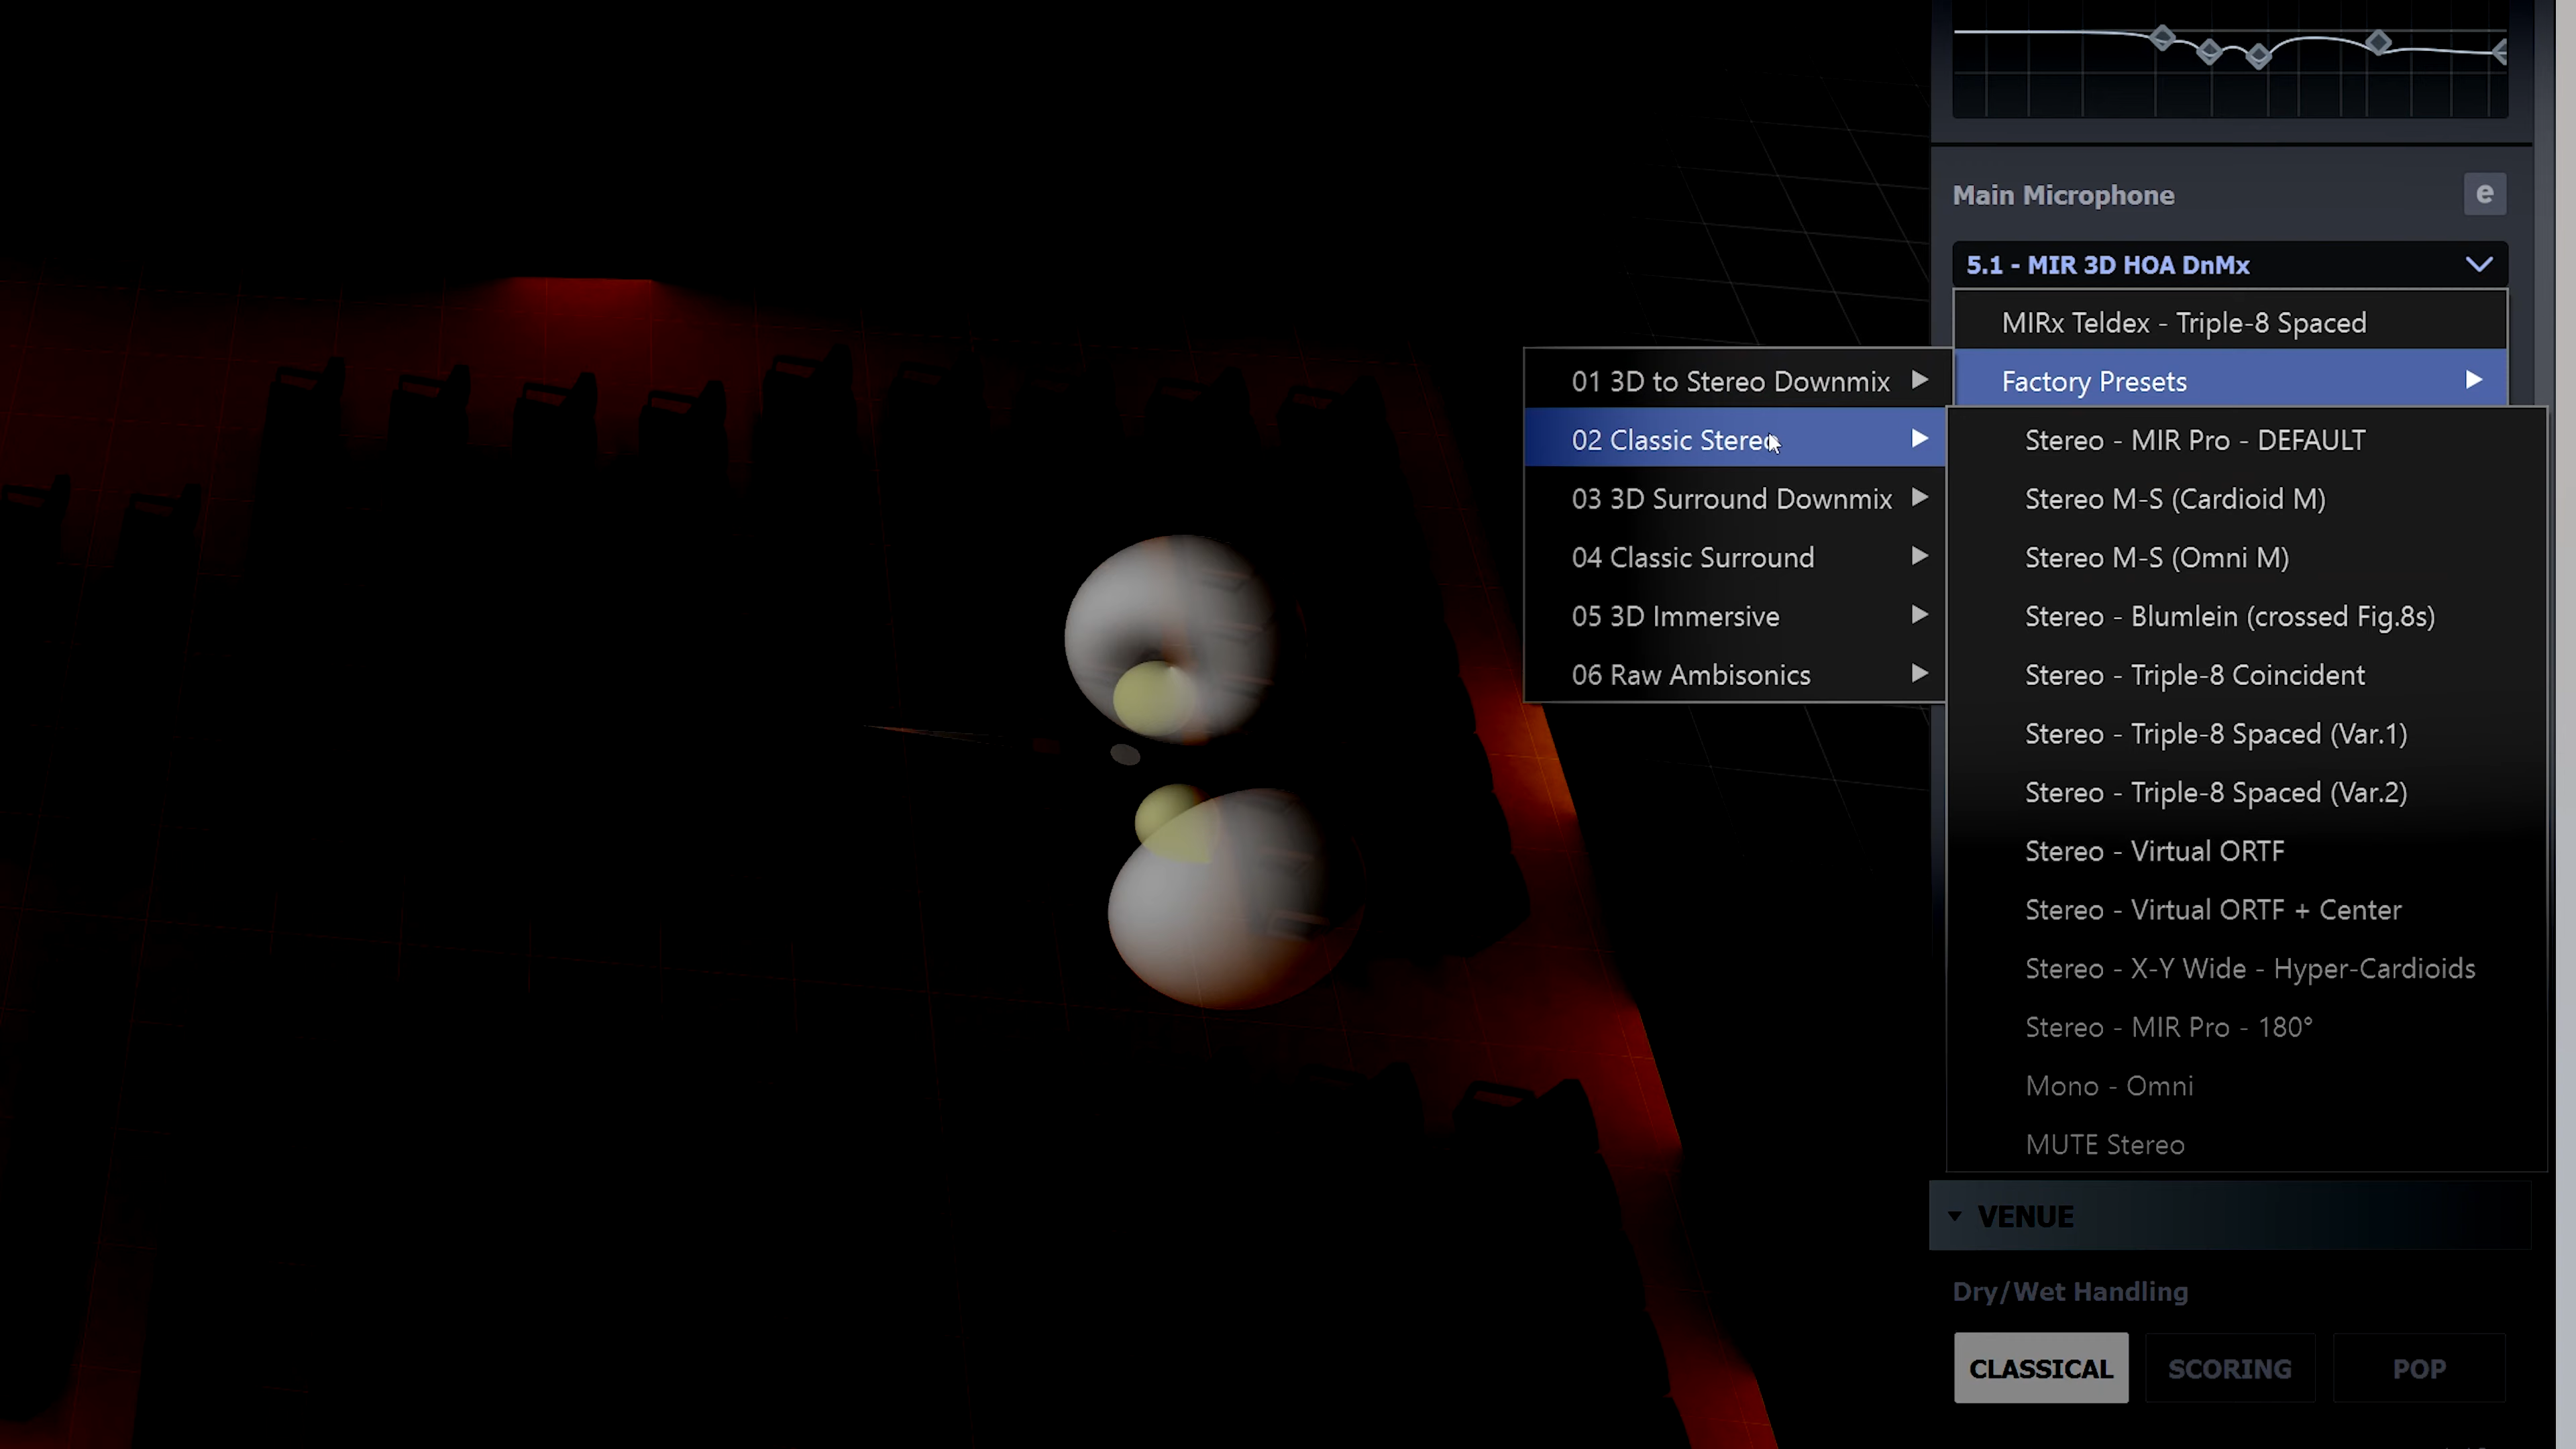 Main Microphone
e
5.1 - MIR 3D HOA DnMx
MIRx Teldex - Triple-8 Spaced
Factory Presets
01 3D to Stereo Downmix
02 Classic Stereo
03 3D Surround Downmix
04 Classic Surround
05 3D Immersive
06 Raw Ambisonics
Stereo - MIR Pro - DEFAULT
Stereo M-S (Cardioid M)
Stereo M-S (Omni M)
Stereo - Blumlein (crossed Fig.8s)
Stereo - Triple-8 Coincident
Stereo - Triple-8 Spaced (Var.1)
Stereo - Triple-8 Spaced (Var.2)
Stereo - Virtual ORTF
Stereo - Virtual ORTF + Center
Stereo - X-Y Wide - Hyper-Cardioids
Stereo - MIR Pro - 180°
Mono - Omni
MUTE Stereo
VENUE
Dry/Wet Handling
CLASSICAL SCORING POP